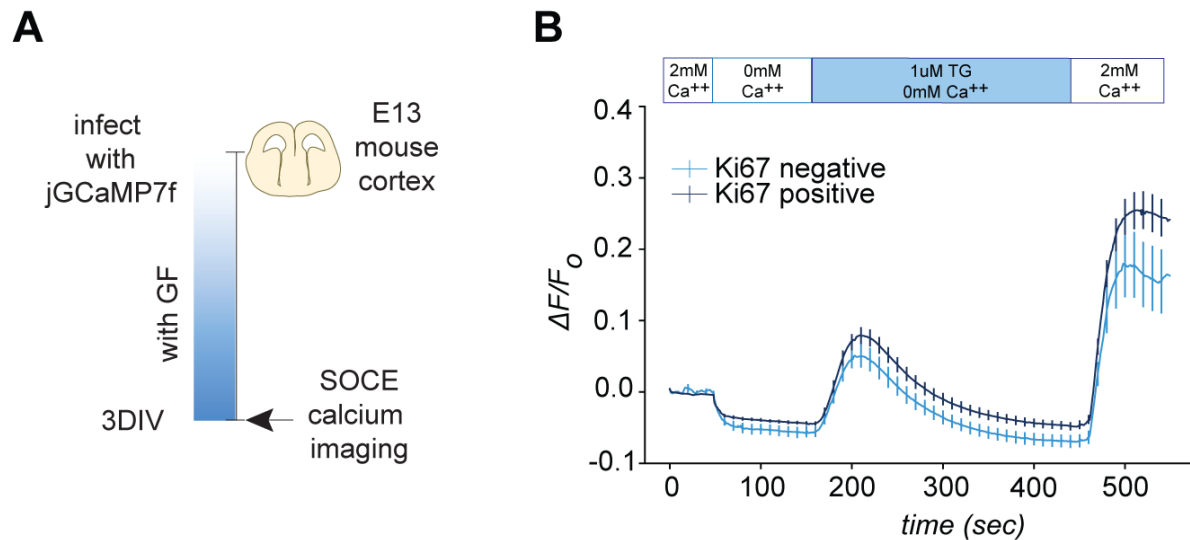 A
infect
with
jGCaMP7f
E13
mouse
cortex
with GF
3DIV
SOCE
calcium
imaging
B
2mM
Ca++
0mM
Ca++
1uM TG
0mM Ca++
2mM
Ca++
0.4
0.3
0.2
0.1
0.0
-0.1
ΔF/Fo
Ki67 negative
Ki67 positive
0 100 200 300 400 500
time (sec)